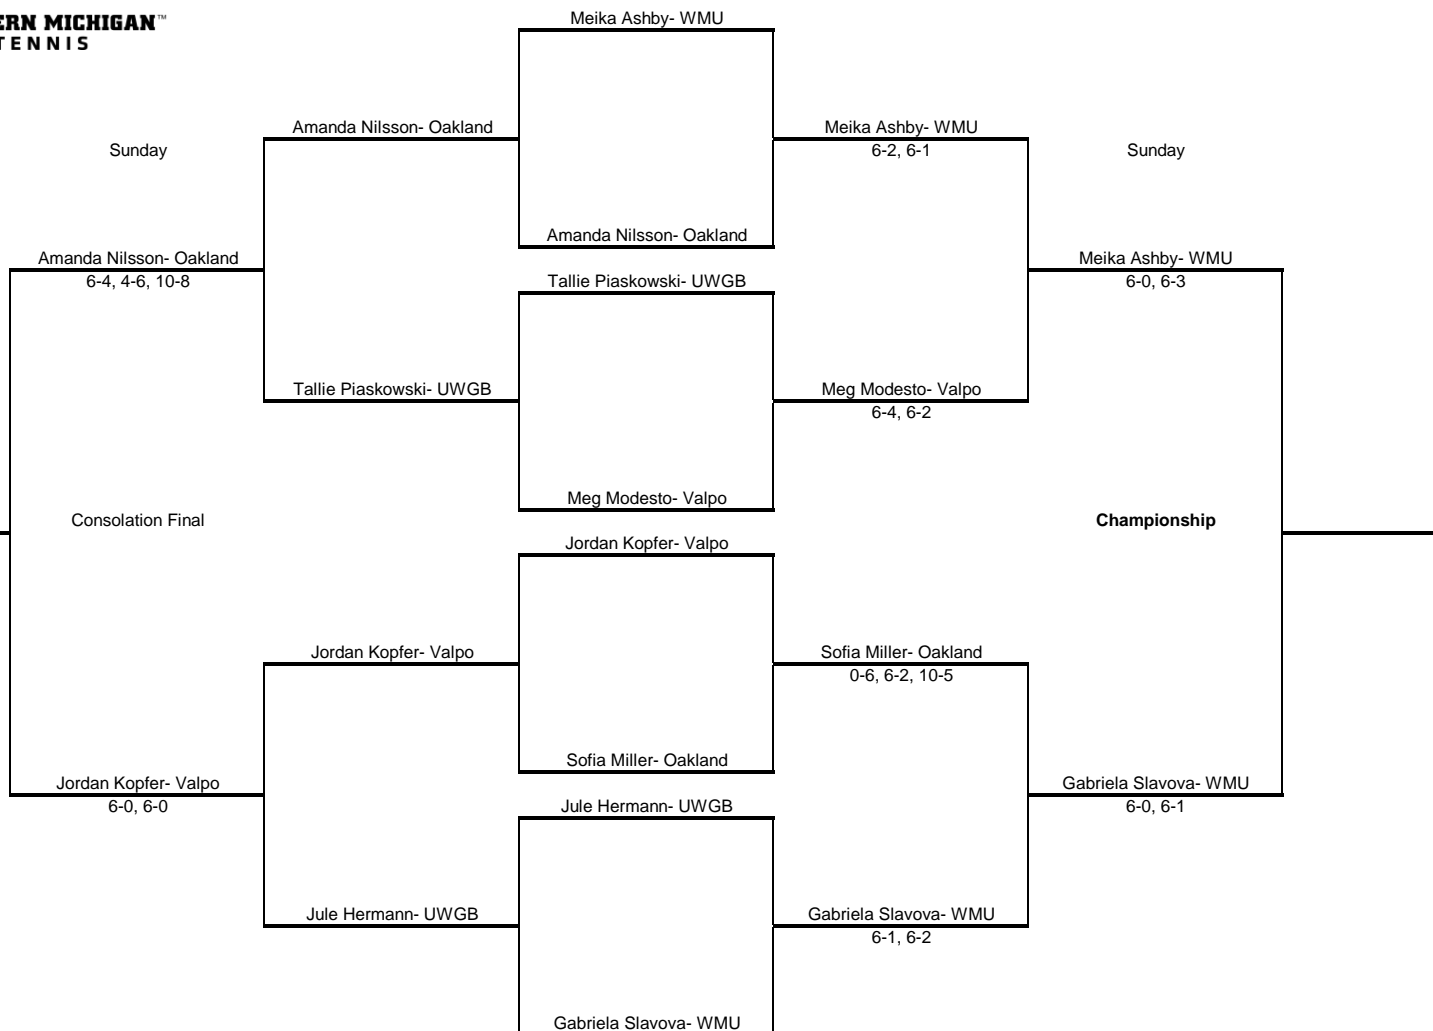 ERN MICHIGAN™
TENNIS
Meika Ashby- WMU
Amanda Nilsson- Oakland
Meika Ashby- WMU
6-2, 6-1
Sunday
Sunday
Amanda Nilsson- Oakland
Amanda Nilsson- Oakland
6-4, 4-6, 10-8
Meika Ashby- WMU
6-0, 6-3
Tallie Piaskowski- UWGB
Tallie Piaskowski- UWGB
Meg Modesto- Valpo
6-4, 6-2
Meg Modesto- Valpo
Consolation Final
Championship
Jordan Kopfer- Valpo
Jordan Kopfer- Valpo
Sofia Miller- Oakland
0-6, 6-2, 10-5
Sofia Miller- Oakland
Jordan Kopfer- Valpo
6-0, 6-0
Gabriela Slavova- WMU
6-0, 6-1
Jule Hermann- UWGB
Jule Hermann- UWGB
Gabriela Slavova- WMU
6-1, 6-2
Gabriela Slavova- WMU